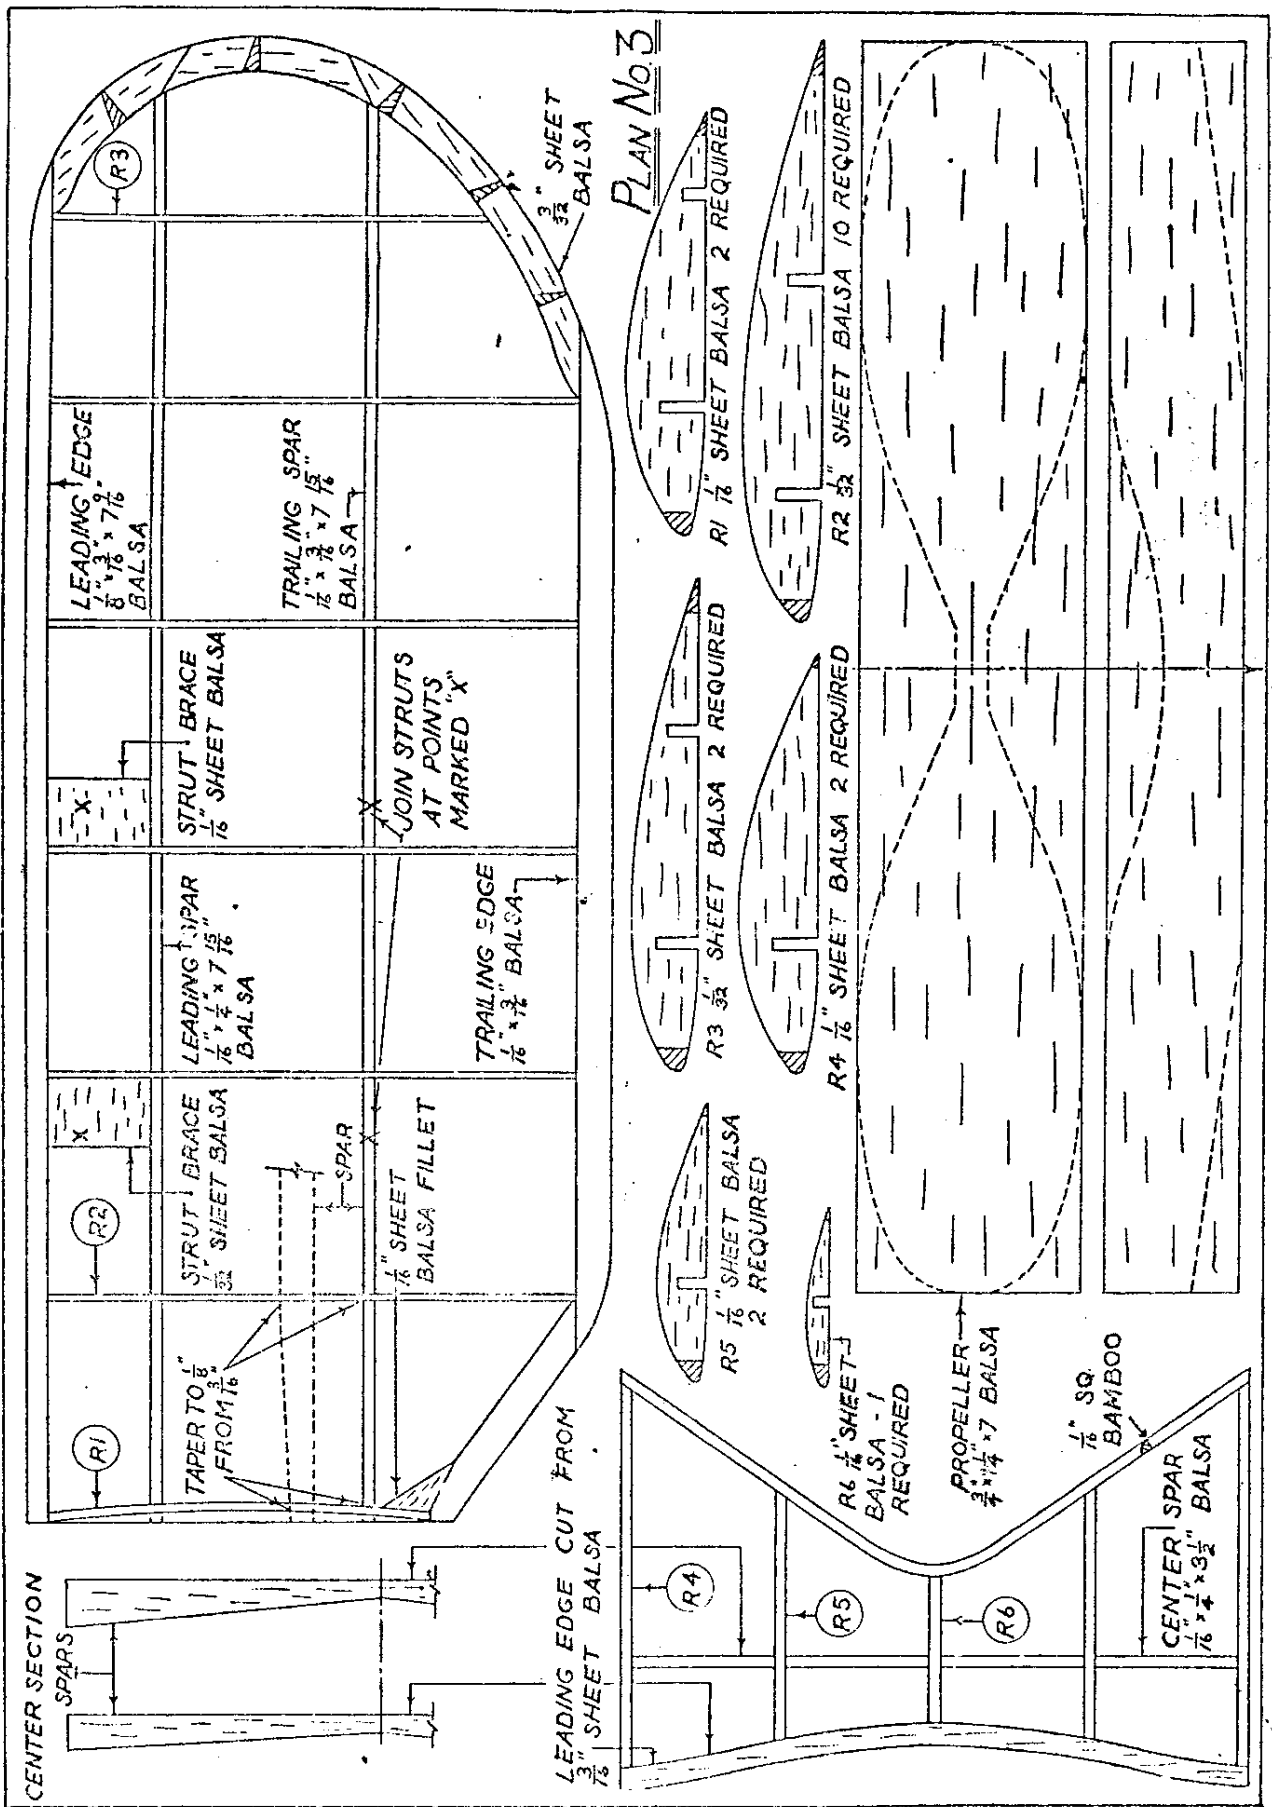 PLAN No.3
CENTER SECTION
SPARS
R1
R2
R3
TAPER TO 1/8"
FROM 3/16"
STRUT BRACE
1/32" SHEET BALSA
SPAR
1/16" SHEET
BALSA FILLET
X
LEADING SPAR
1/16" x 1/4" x 7 15/16"
BALSA
STRUT BRACE
1/16" SHEET BALSA
X
LEADING EDGE
1/8" x 3/16" x 7 9/16"
BALSA
TRAILING SPAR
1/16" x 3/16" x 7 15/16"
BALSA
X
X
JOIN STRUTS
AT POINTS
MARKED "X"
TRAILING EDGE
1/16" x 3/16" BALSA
3/32" SHEET
BALSA
LEADING EDGE CUT FROM
3/16" SHEET BALSA
R4
R5
R6
CENTER SPAR
1/16" x 1/4" x 3 1/2" BALSA
1/16" SQ.
BAMBOO
R5 1/16" SHEET BALSA
2 REQUIRED
R6 1/16" SHEET
BALSA - 1
REQUIRED
R3 1/32" SHEET BALSA 2 REQUIRED
R4 1/16" SHEET BALSA 2 REQUIRED
R1 1/16" SHEET BALSA 2 REQUIRED
R2 1/32" SHEET BALSA 10 REQUIRED
PROPELLER
3/4" x 1 1/4" x 7 BALSA